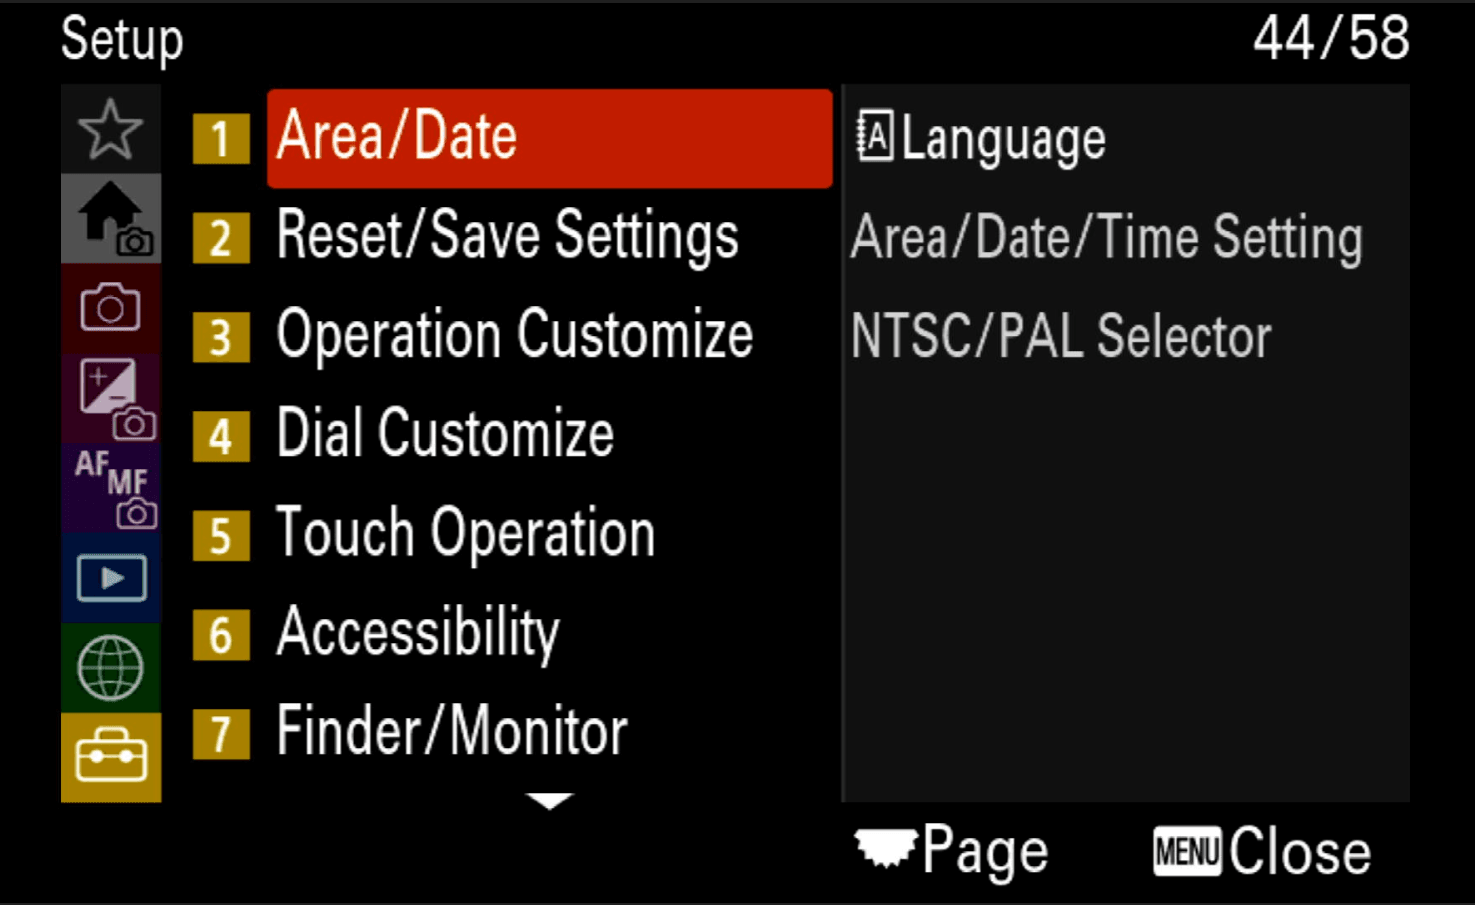 Setup 44/58
1 Area/Date
2 Reset/Save Settings
3 Operation Customize
4 Dial Customize
5 Touch Operation
6 Accessibility
7 Finder/Monitor
A Language
Area/Date/Time Setting
NTSC/PAL Selector
+ -
AF MF
Page MENU Close